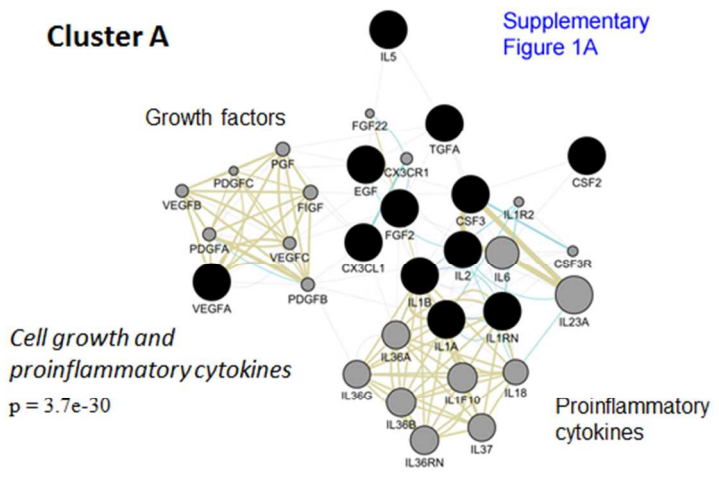 Cluster A
Supplementary
Figure 1A
IL5
Growth factors
FGF22
TGFA
PGF
CX3CR1
CSF2
PDGFC
EGF
VEGFB
FIGF
CSF3
IL1R2
FGF2
PDGFA
VEGFC
CX3CL1
IL2
IL6
CSF3R
PDGFB
IL1B
VEGFA
IL23A
IL1A
IL1RN
Cell growth and
proinflammatory cytokines
p = 3.7e-30
IL36A
IL36G
IL1F10
IL18
IL36B
Proinflammatory
cytokines
IL37
IL36RN